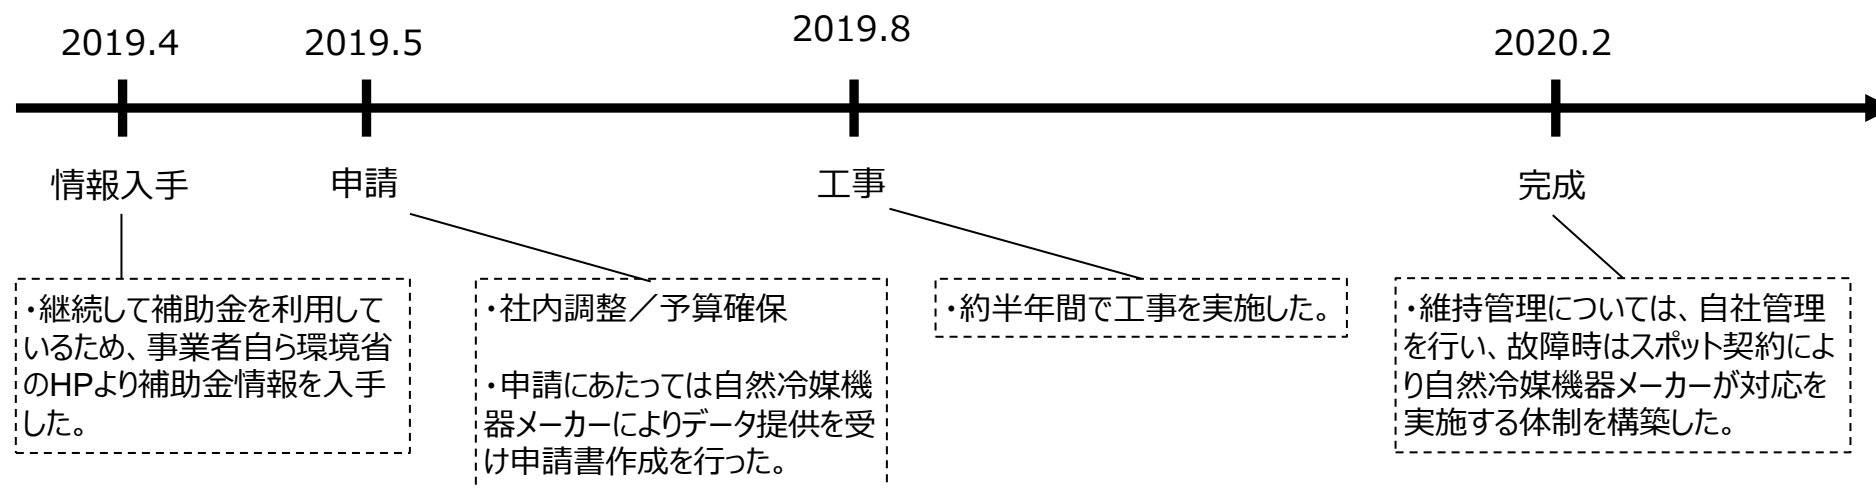 2019.4
2019.5
2019.8
2020.2
情報入手
申請
工事
完成
・継続して補助金を利用して
いるため、事業者自ら環境省
のHPより補助金情報を入手
した。
・社内調整／予算確保
・申請にあたっては自然冷媒機
器メーカーによりデータ提供を受
け申請書作成を行った。
・約半年間で工事を実施した。
・維持管理については、自社管理
を行い、故障時はスポット契約によ
り自然冷媒機器メーカーが対応を
実施する体制を構築した。